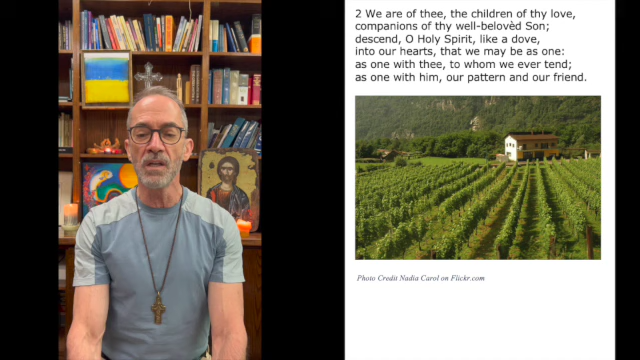 2 We are of thee, the children of thy love,
companions of thy well-belovèd Son;
descend, O Holy Spirit, like a dove,
into our hearts, that we may be as one:
as one with thee, to whom we ever tend;
as one with him, our pattern and our friend.
Photo Credit Nadia Carol on Flickr.com